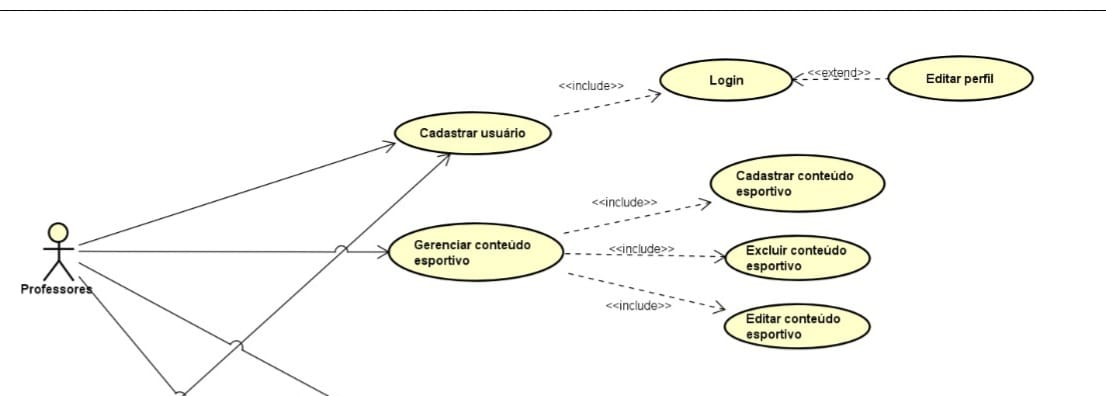 <<include>>
Login
<<extend>>
Editar perfil
Cadastrar usuário
Cadastrar conteúdo
esportivo
<<include>>
Gerenciar conteúdo
esportivo
<<include>>
Excluir conteúdo
esportivo
Professores
<<include>>
Editar conteúdo
esportivo